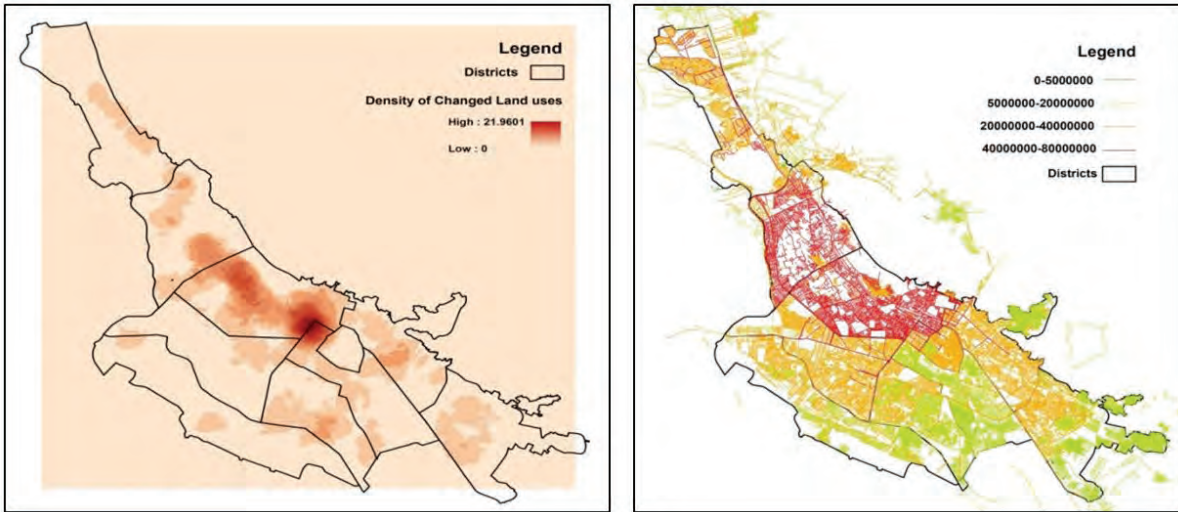 Legend
Districts
Density of Changed Land uses
High : 21.9601
Low : 0
Legend
0-5000000
5000000-20000000
20000000-40000000
40000000-80000000
Districts